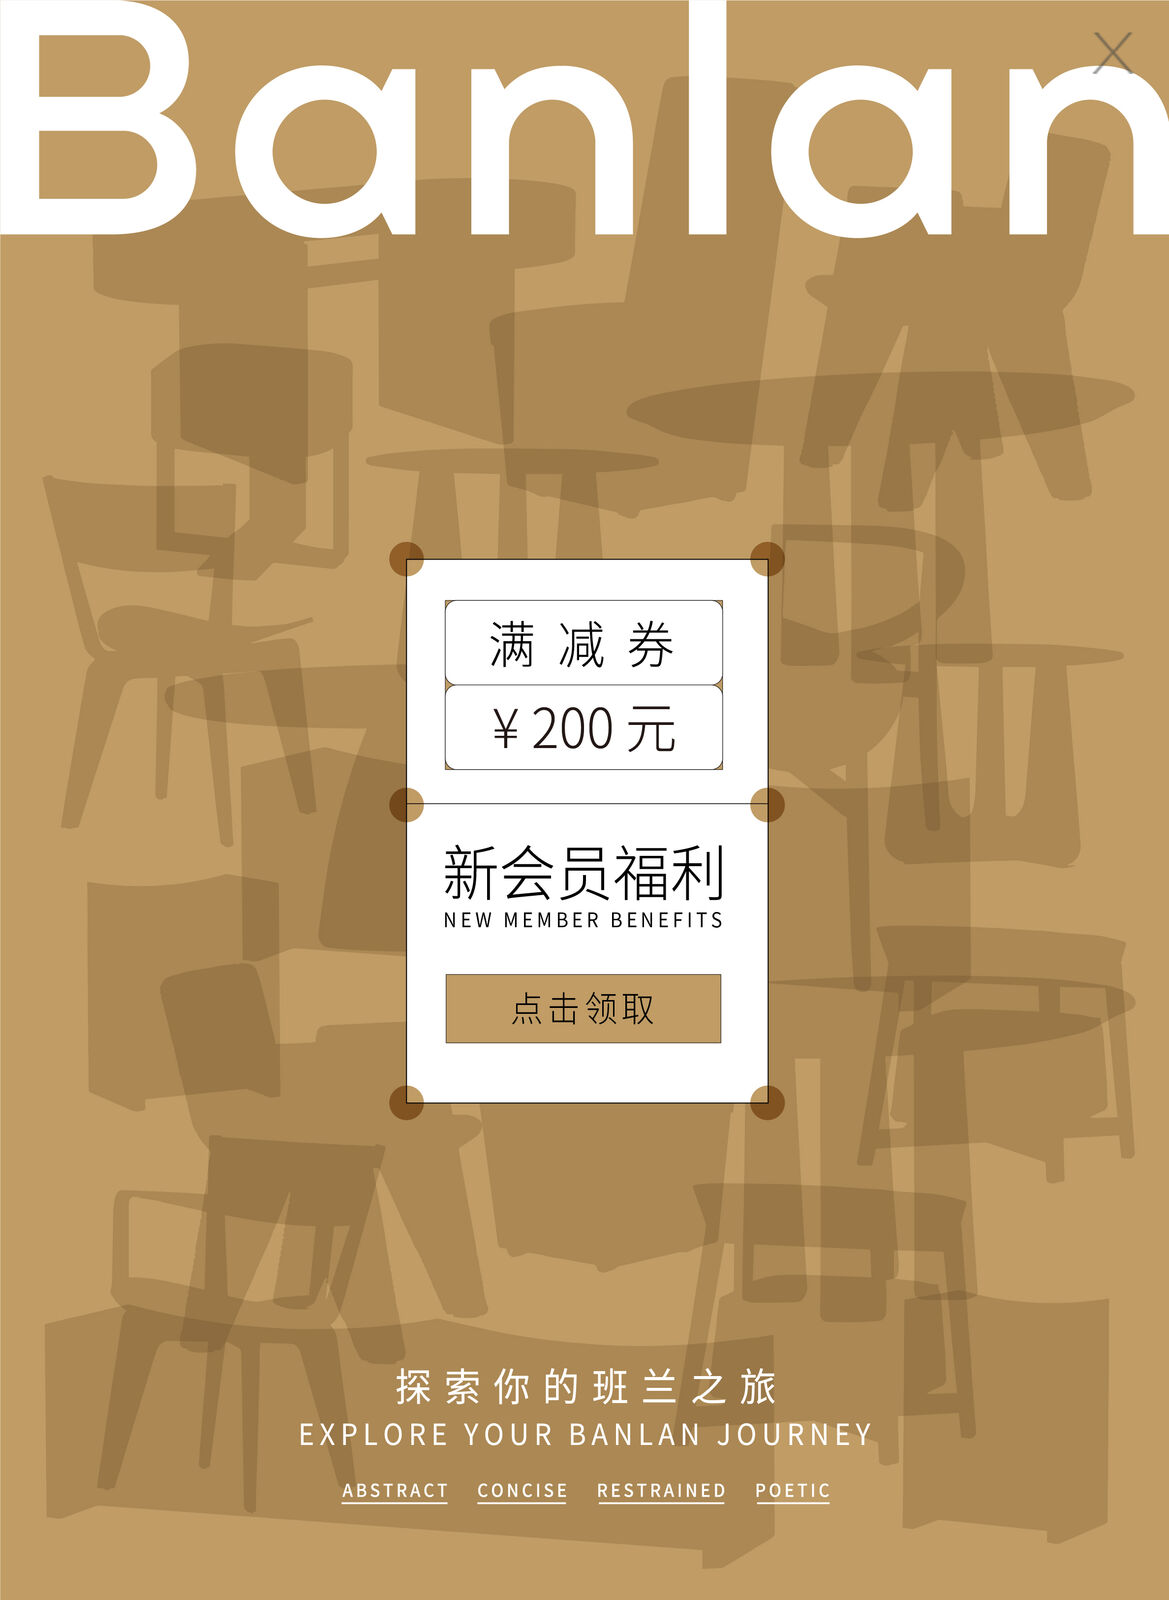 Banlan
满减券
¥200元
新会员福利
NEW MEMBER BENEFITS
点击领取
探索你的班兰之旅
EXPLORE YOUR BANLAN JOURNEY
ABSTRACT CONCISE RESTRAINED POETIC